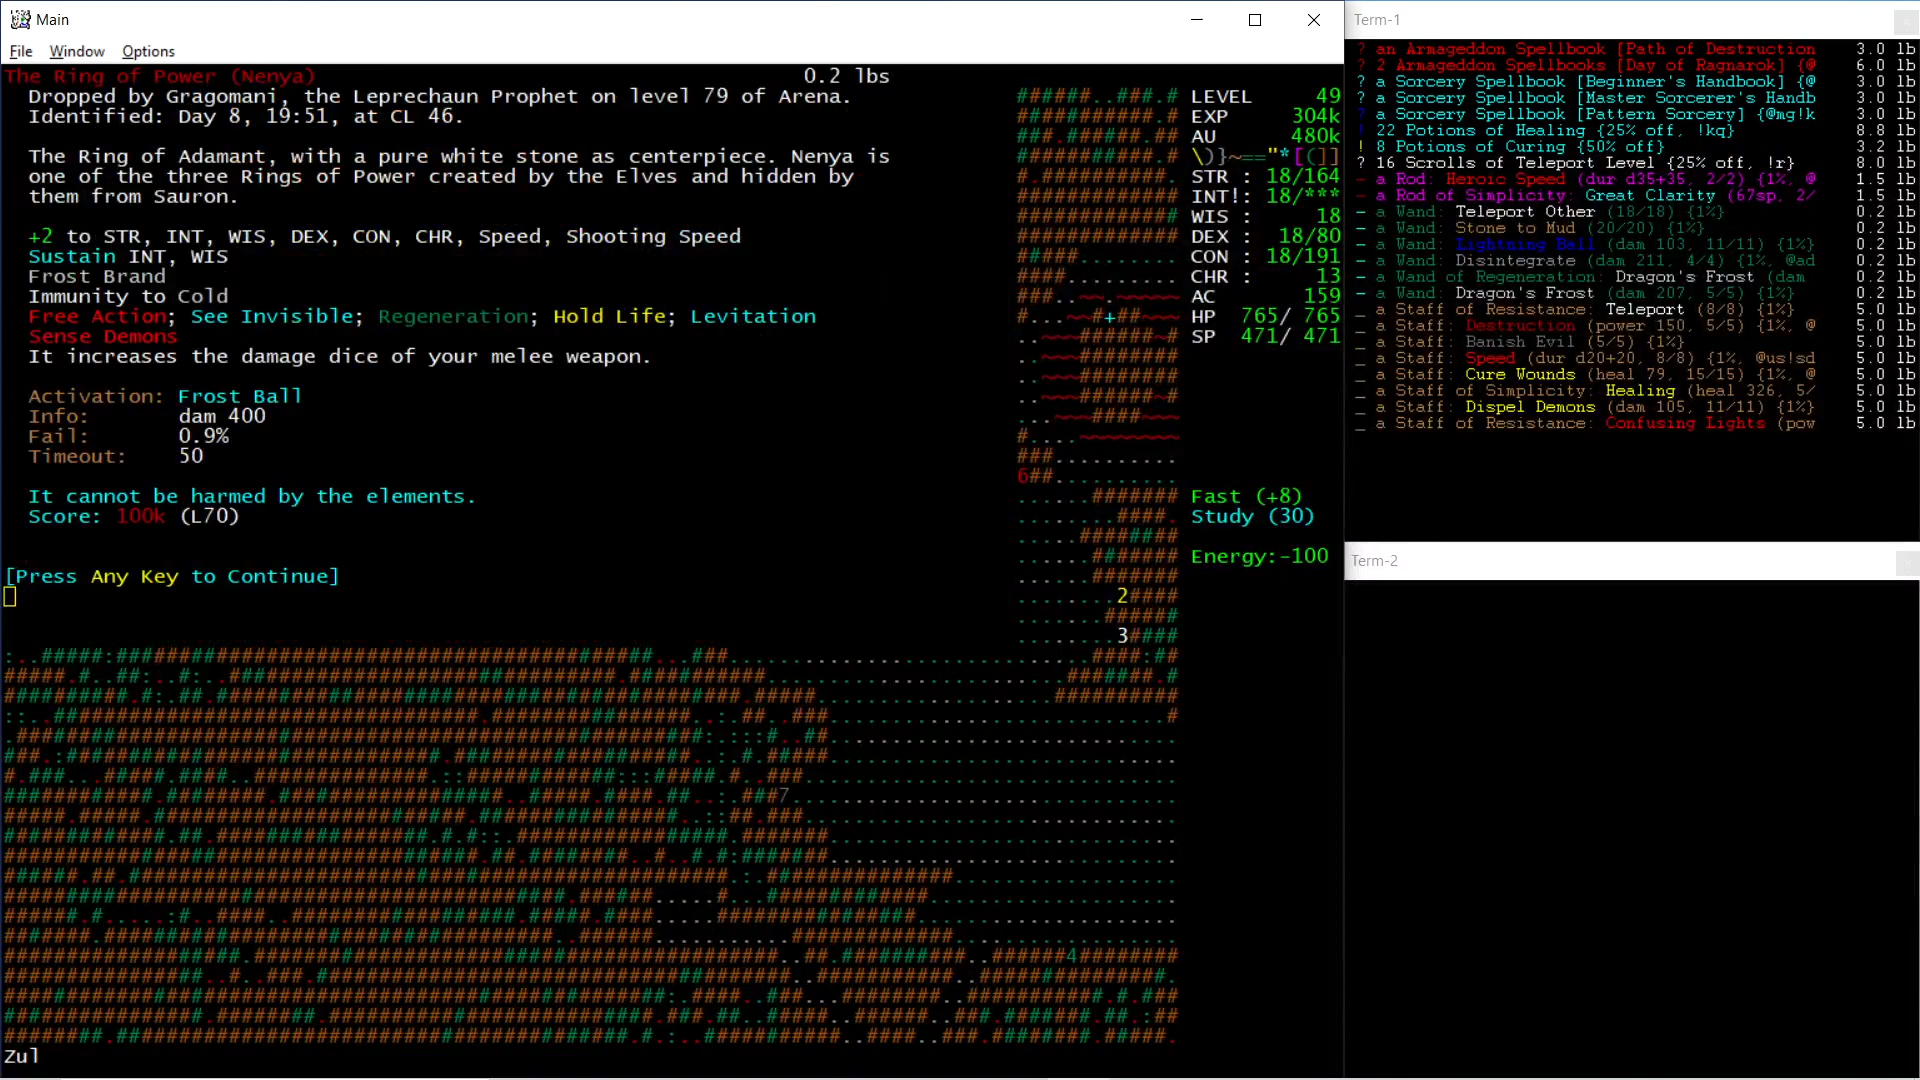 Main
File Window Options
The Ring of Power (Nenya) 0.2 lbs
Dropped by Gragomani, the Leprechaun Prophet on level 79 of Arena.
Identified: Day 8, 19:51, at CL 46.
The Ring of Adamant, with a pure white stone as centerpiece. Nenya is
one of the three Rings of Power created by the Elves and hidden by
them from Sauron.
+2 to STR, INT, WIS, DEX, CON, CHR, Speed, Shooting Speed
Sustain INT, WIS
Frost Brand
Immunity to Cold
Free Action; See Invisible; Regeneration; Hold Life; Levitation
Sense Demons
It increases the damage dice of your melee weapon.
Activation: Frost Ball
Info: dam 400
Fail: 0.9%
Timeout: 50
It cannot be harmed by the elements.
Score: 100k (L70)
[Press Any Key to Continue]
Zul
LEVEL 49
EXP 304k
AU 480k
\)}~=="*[(]]
STR : 18/164
INT!: 18/***
WIS : 18
DEX : 18/80
CON : 18/191
CHR : 13
AC 159
HP 765/ 765
SP 471/ 471
Fast (+8)
Study (30)
Energy:-100
Term-1
? an Armageddon Spellbook [Path of Destruction 3.0 lb
? 2 Armageddon Spellbooks [Day of Ragnarok] {@ 6.0 lb
? a Sorcery Spellbook [Beginner's Handbook] {@ 3.0 lb
? a Sorcery Spellbook [Master Sorcerer's Handb 3.0 lb
? a Sorcery Spellbook [Pattern Sorcery] {@mg!k 3.0 lb
! 22 Potions of Healing {25% off, !kq} 8.8 lb
! 8 Potions of Curing {50% off} 3.2 lb
? 16 Scrolls of Teleport Level {25% off, !r} 8.0 lb
- a Rod: Heroic Speed (dur d35+35, 2/2) {1%, @ 1.5 lb
- a Rod of Simplicity: Great Clarity (67sp, 2/ 1.5 lb
- a Wand: Teleport Other (18/18) {1%} 0.2 lb
- a Wand: Stone to Mud (20/20) {1%} 0.2 lb
- a Wand: Lightning Ball (dam 103, 11/11) {1%} 0.2 lb
- a Wand: Disintegrate (dam 211, 4/4) {1%, @ad 0.2 lb
- a Wand of Regeneration: Dragon's Frost (dam 0.2 lb
- a Wand: Dragon's Frost (dam 207, 5/5) {1%} 0.2 lb
_ a Staff of Resistance: Teleport (8/8) {1%} 5.0 lb
_ a Staff: Destruction (power 150, 5/5) {1%, @ 5.0 lb
_ a Staff: Banish Evil (5/5) {1%} 5.0 lb
_ a Staff: Speed (dur d20+20, 8/8) {1%, @us!sd 5.0 lb
_ a Staff: Cure Wounds (heal 79, 15/15) {1%, @ 5.0 lb
_ a Staff of Simplicity: Healing (heal 326, 5/ 5.0 lb
_ a Staff: Dispel Demons (dam 105, 11/11) {1%} 5.0 lb
_ a Staff of Resistance: Confusing Lights (pow 5.0 lb
Term-2